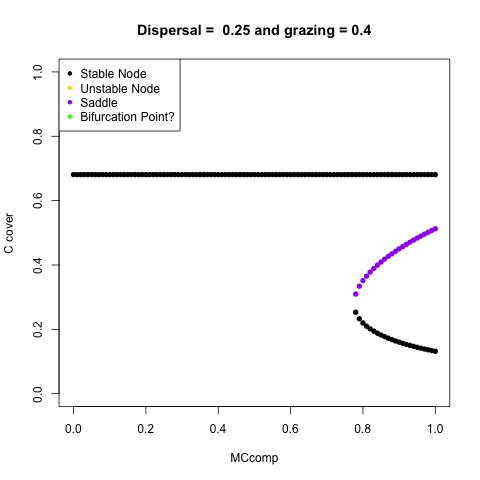 Dispersal =  0.25 and grazing = 0.4
Stable Node
Unstable Node
Saddle
Bifurcation Point?
1.0
0.8
0.6
0.4
0.2
0.0
C cover
0.0 0.2 0.4 0.6 0.8 1.0
MCcomp